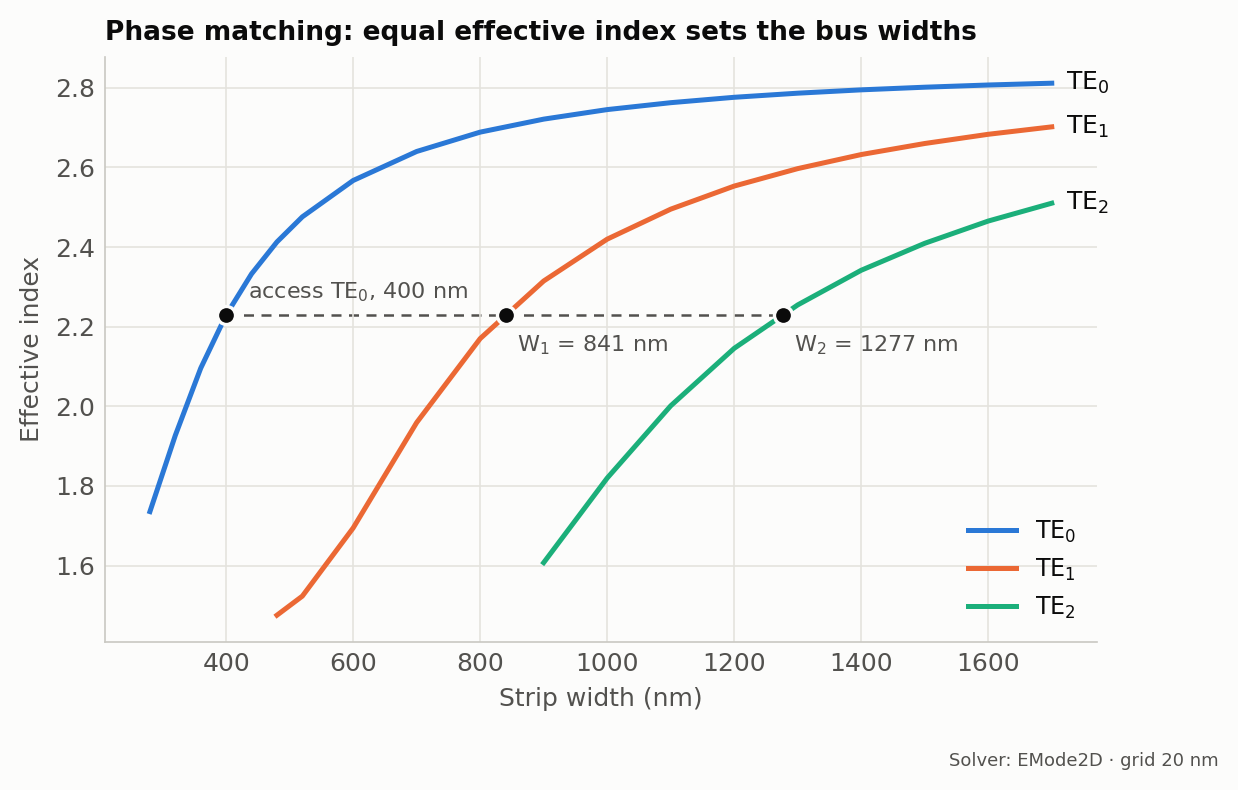 Phase matching: equal effective index sets the bus widths
Effective index
2.8
2.6
2.4
2.2
2.0
1.8
1.6
TE₀
TE₁
TE₂
access TE₀, 400 nm
W₁ = 841 nm
W₂ = 1277 nm
TE₀
TE₁
TE₂
400 600 800 1000 1200 1400 1600
Strip width (nm)
Solver: EMode2D · grid 20 nm